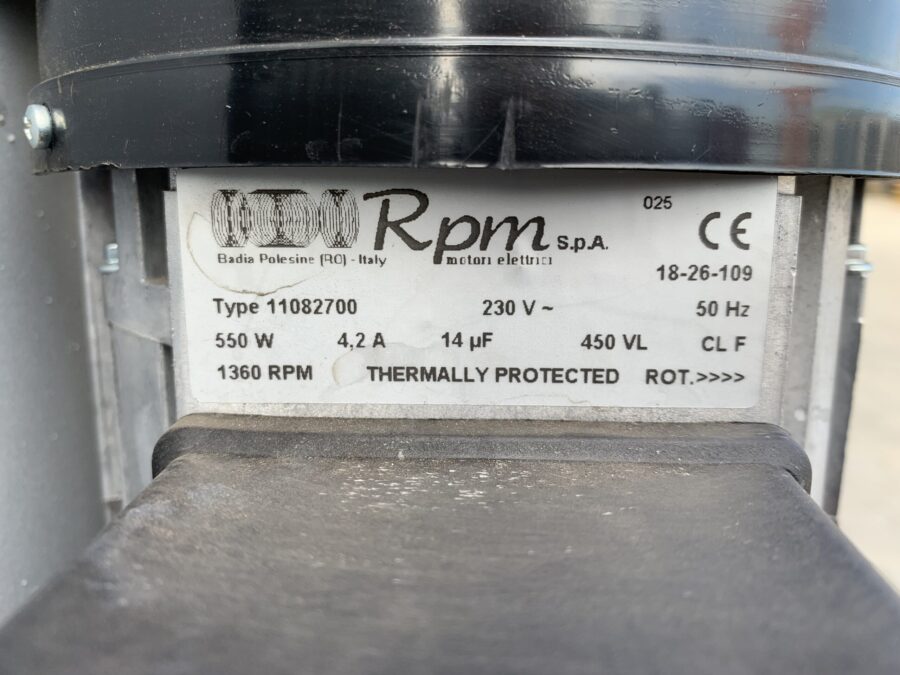 Rpm S.p.A.
025
CE
Badia Polesine (RO) - Italy
motori elettrici
18-26-109
Type 11082700 230 V ~ 50 Hz
550 W 4,2 A 14 µF 450 VL CL F
1360 RPM THERMALLY PROTECTED ROT.>>>>